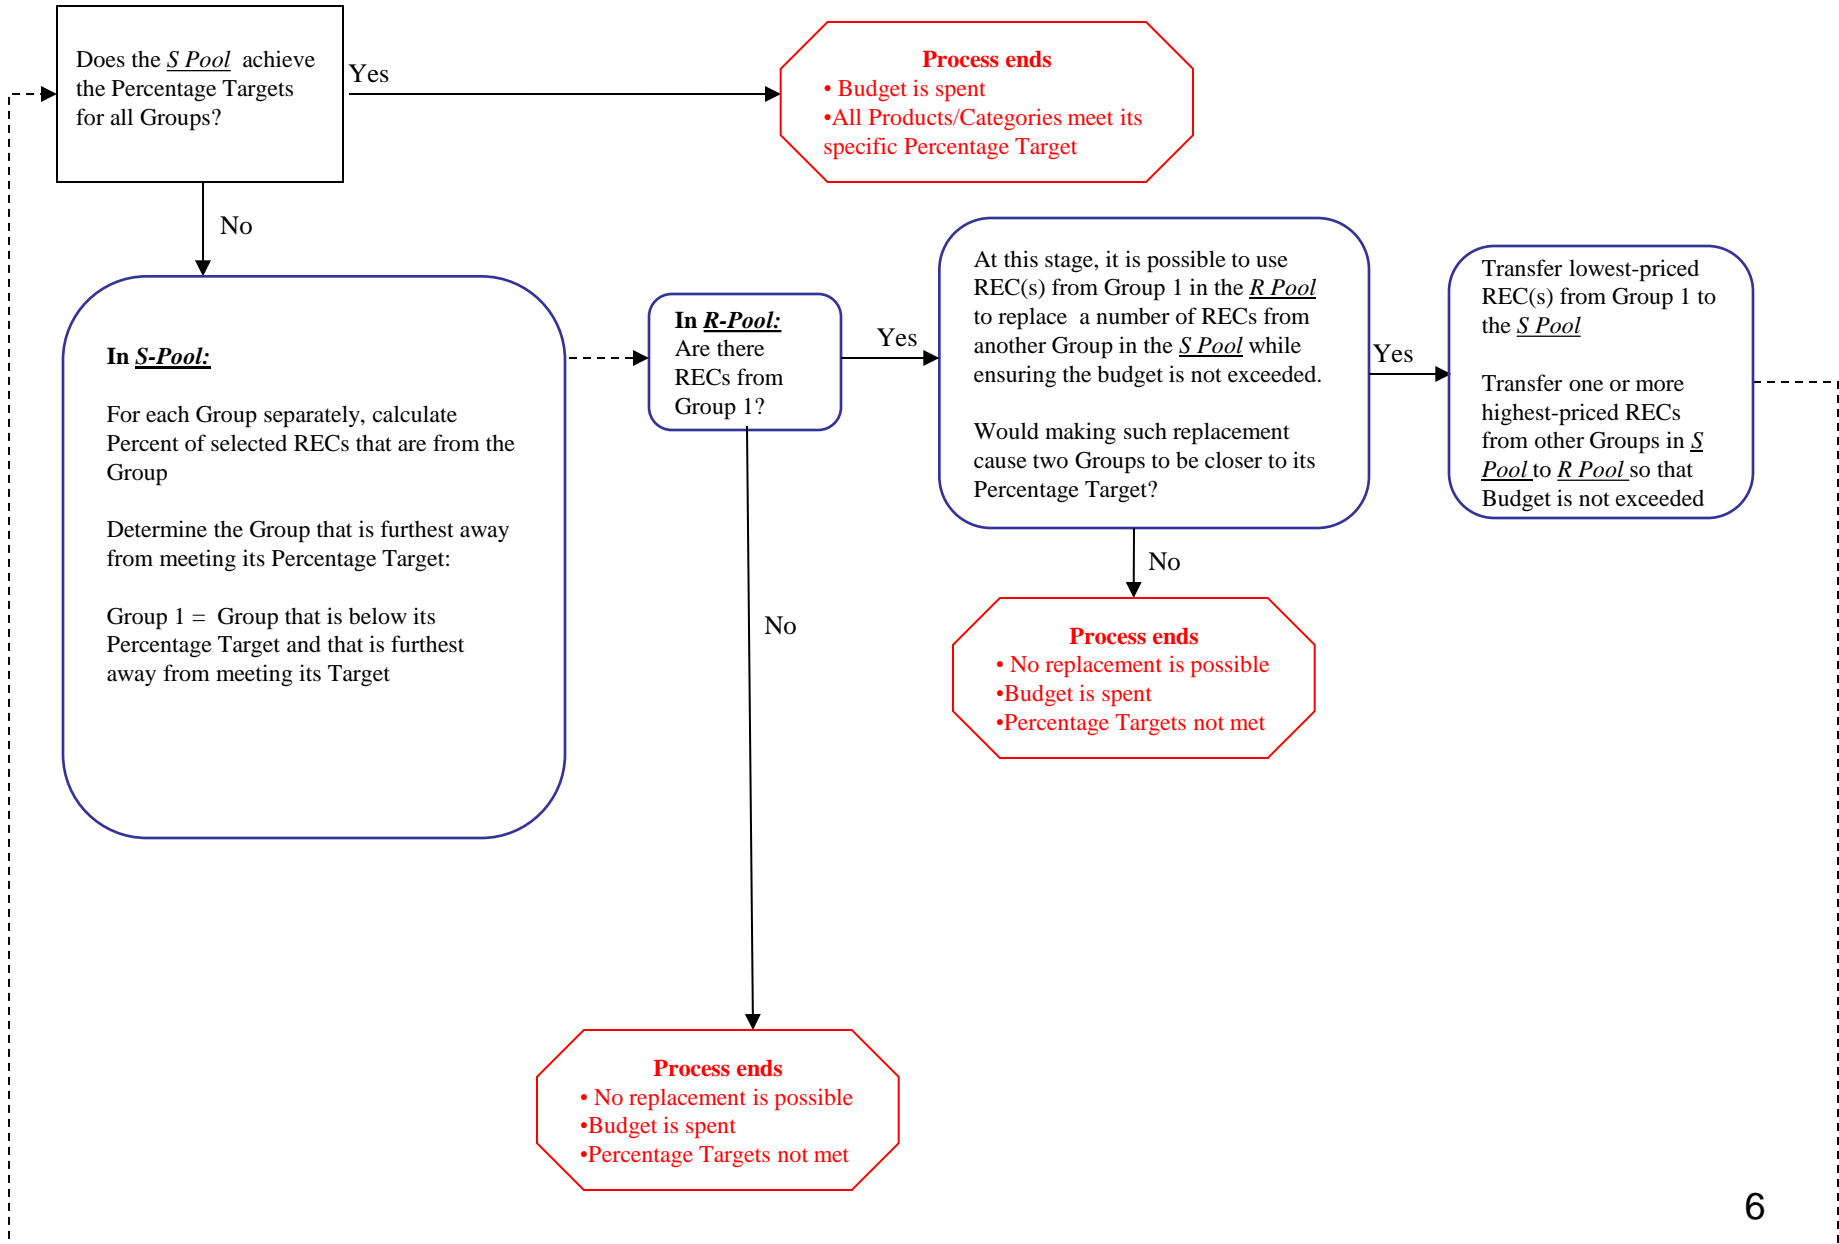 Does the S Pool achieve
the Percentage Targets
for all Groups?
Yes
Process ends
• Budget is spent
•All Products/Categories meet its
specific Percentage Target
No
In S-Pool:
For each Group separately, calculate
Percent of selected RECs that are from the
Group
Determine the Group that is furthest away
from meeting its Percentage Target:
Group 1 = Group that is below its
Percentage Target and that is furthest
away from meeting its Target
In R-Pool:
Are there
RECs from
Group 1?
Yes
No
At this stage, it is possible to use
REC(s) from Group 1 in the R Pool
to replace a number of RECs from
another Group in the S Pool while
ensuring the budget is not exceeded.
Would making such replacement
cause two Groups to be closer to its
Percentage Target?
Yes
No
Transfer lowest-priced
REC(s) from Group 1 to
the S Pool
Transfer one or more
highest-priced RECs
from other Groups in S
Pool to R Pool so that
Budget is not exceeded
Process ends
• No replacement is possible
•Budget is spent
•Percentage Targets not met
Process ends
• No replacement is possible
•Budget is spent
•Percentage Targets not met
6